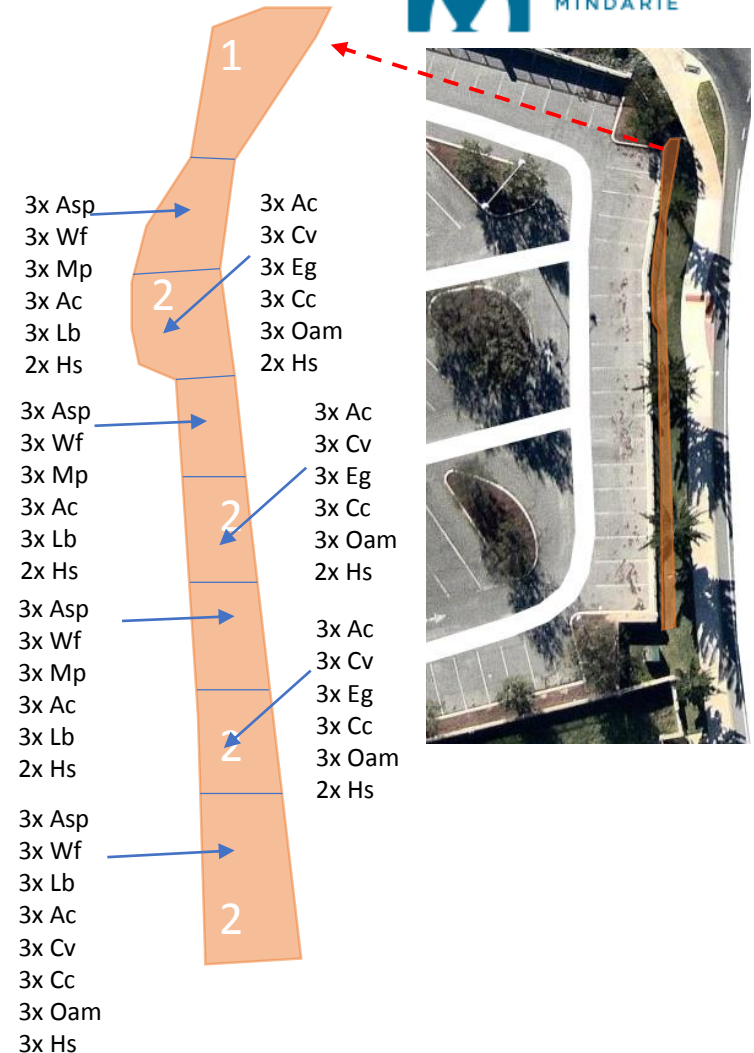 MINDARIE
1
3x Asp
3x Wf
3x Mp
3x Ac
3x Lb
2x Hs
3x Ac
3x Cv
3x Eg
3x Cc
3x Oam
2x Hs
2
3x Asp
3x Wf
3x Mp
3x Ac
3x Lb
2x Hs
3x Ac
3x Cv
3x Eg
3x Cc
3x Oam
2x Hs
2
3x Asp
3x Wf
3x Mp
3x Ac
3x Lb
2x Hs
3x Ac
3x Cv
3x Eg
3x Cc
3x Oam
2x Hs
2
3x Asp
3x Wf
3x Lb
3x Ac
3x Cv
3x Cc
3x Oam
3x Hs
2